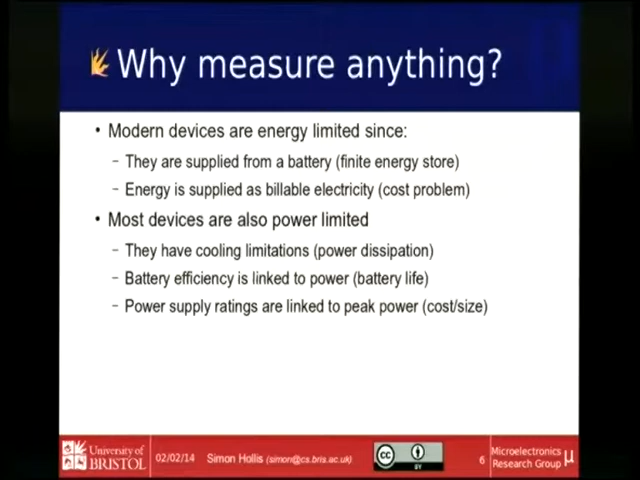 Why measure anything?
• Modern devices are energy limited since:
– They are supplied from a battery (finite energy store)
– Energy is supplied as billable electricity (cost problem)
• Most devices are also power limited
– They have cooling limitations (power dissipation)
– Battery efficiency is linked to power (battery life)
– Power supply ratings are linked to peak power (cost/size)
University of
BRISTOL
02/02/14
Simon Hollis (simon@cs.bris.ac.uk)
cc
BY
6
Microelectronics
Research Group
μ